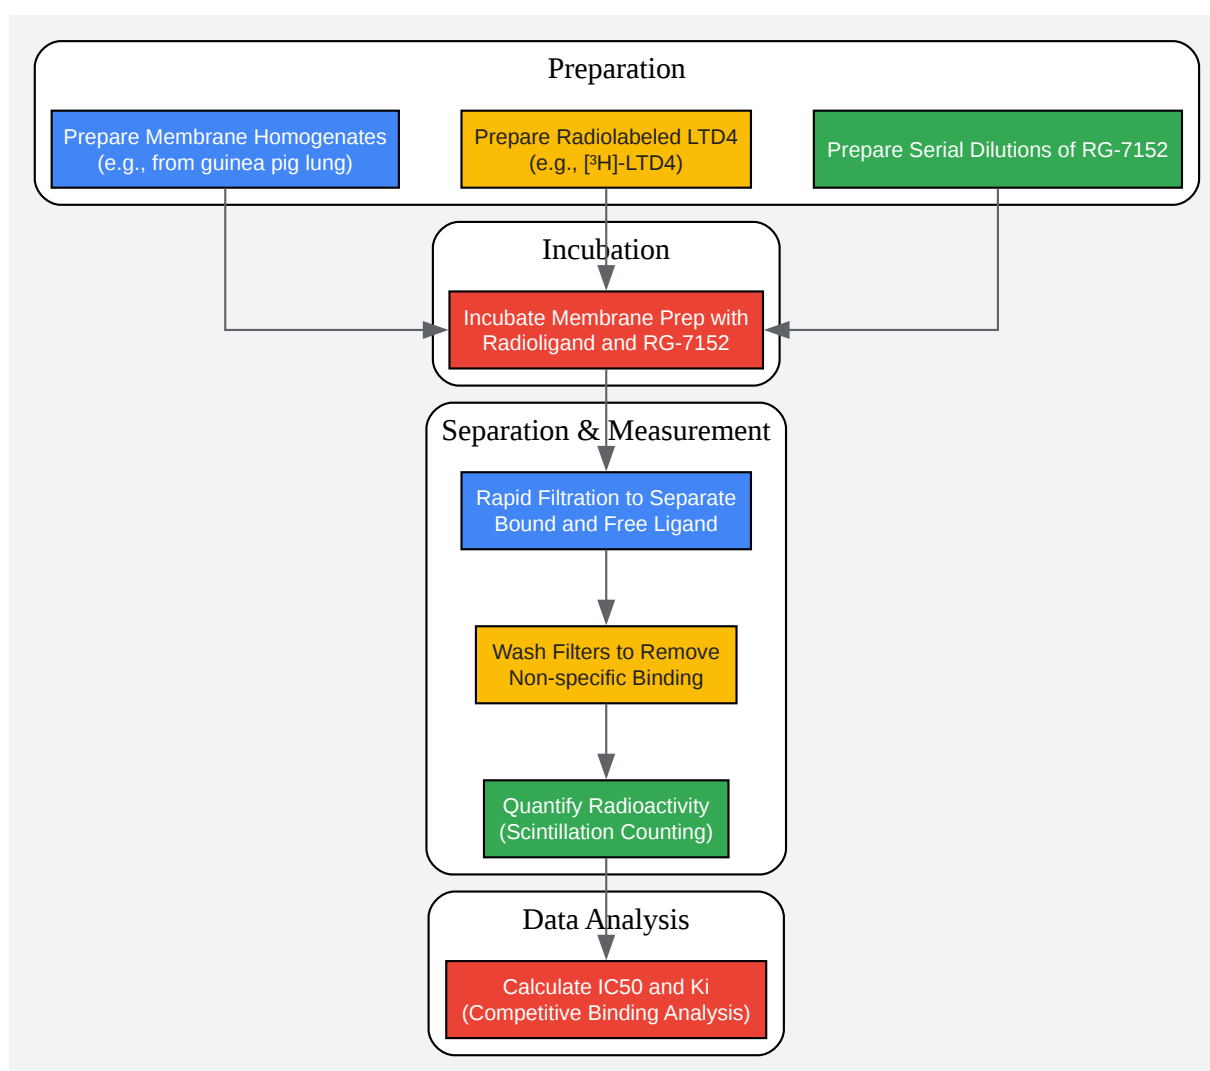 Preparation
Prepare Membrane Homogenates
(e.g., from guinea pig lung)
Prepare Radiolabeled LTD4
(e.g., [³H]-LTD4)
Prepare Serial Dilutions of RG-7152
Incubation
Incubate Membrane Prep with
Radioligand and RG-7152
Separation & Measurement
Rapid Filtration to Separate
Bound and Free Ligand
Wash Filters to Remove
Non-specific Binding
Quantify Radioactivity
(Scintillation Counting)
Data Analysis
Calculate IC50 and Ki
(Competitive Binding Analysis)